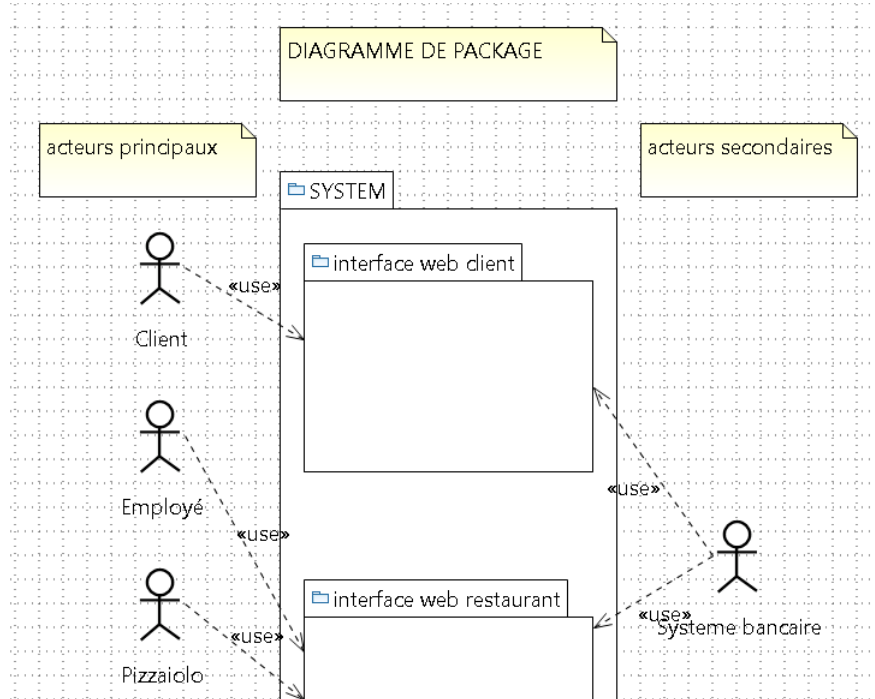 DIAGRAMME DE PACKAGE
acteurs principaux
acteurs secondaires
SYSTEM
interface web client
«use»
Client
Employé
«use»
«use»
interface web restaurant
«use»
Systeme bancaire
«use»
Pizzaiolo